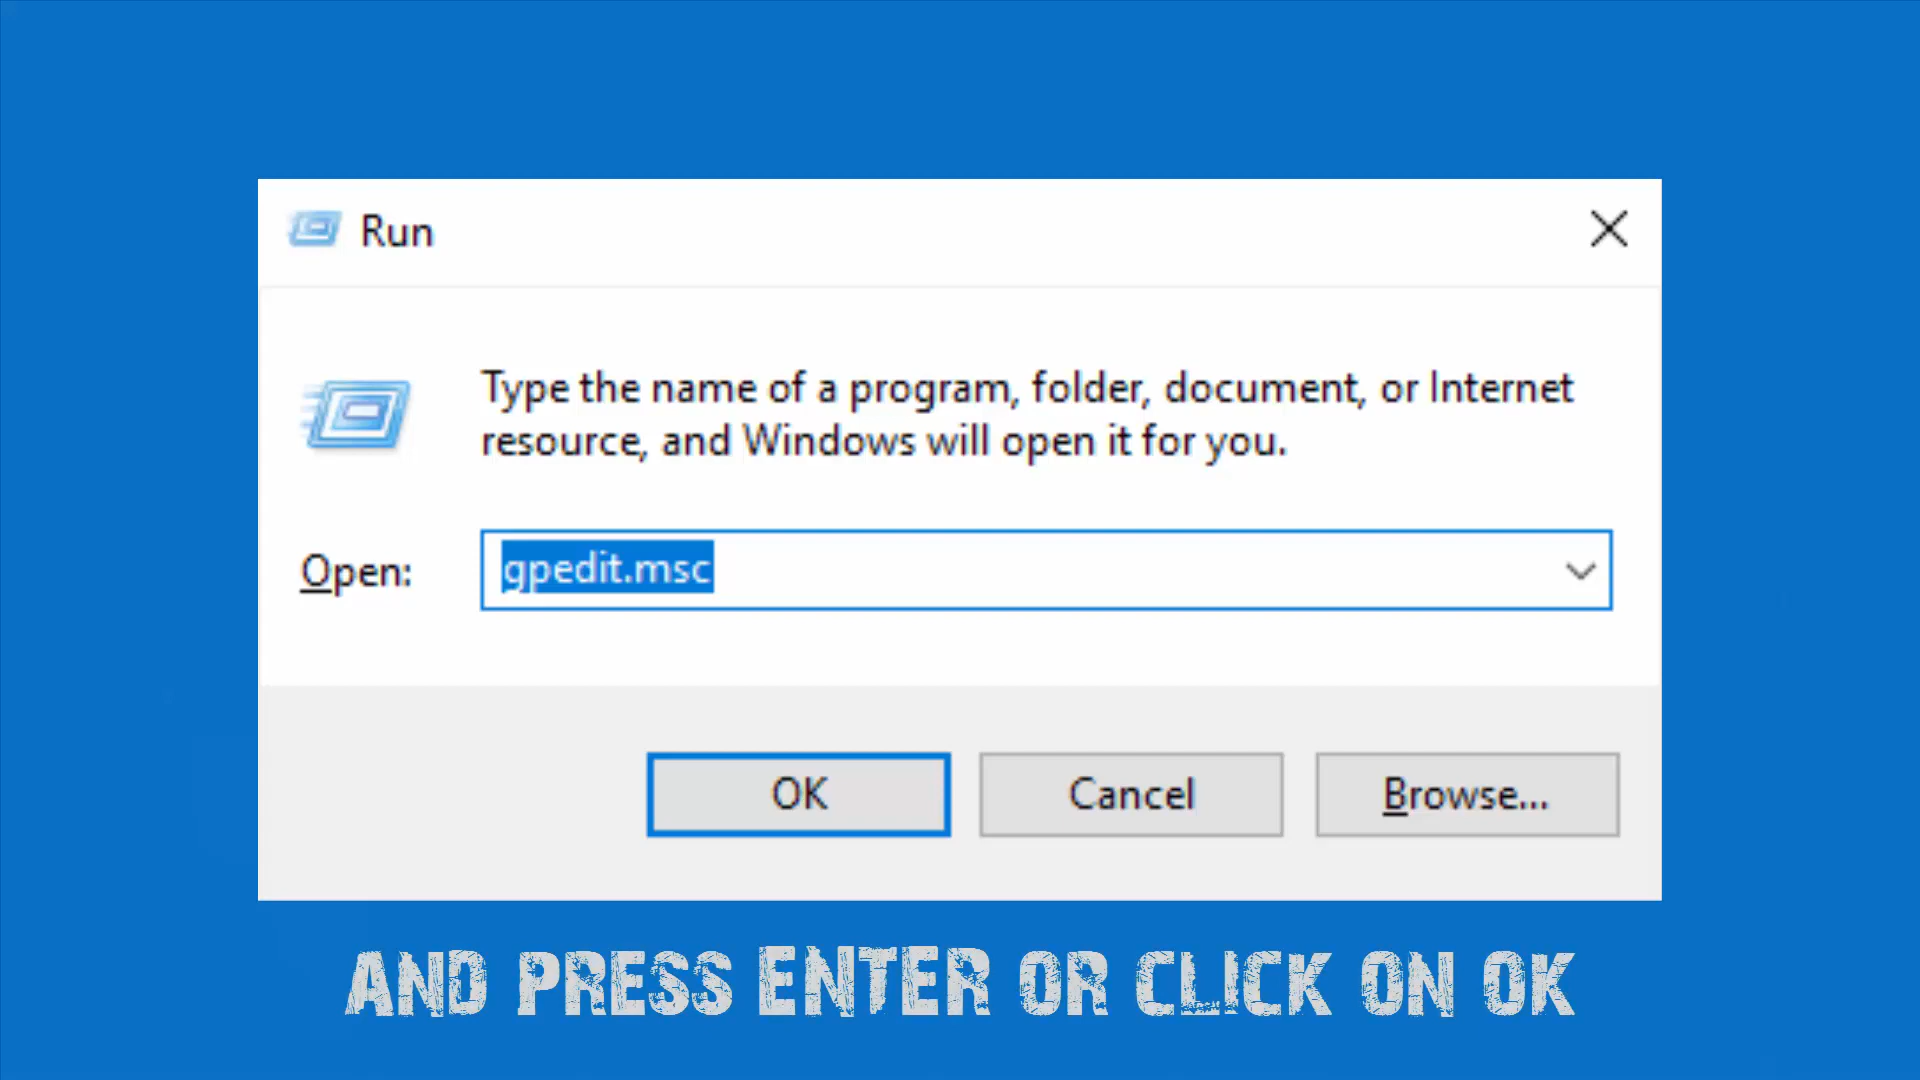 Run
Type the name of a program, folder, document, or Internet
resource, and Windows will open it for you.
Open:
gpedit.msc
OK
Cancel
Browse...
AND PRESS ENTER OR CLICK ON OK